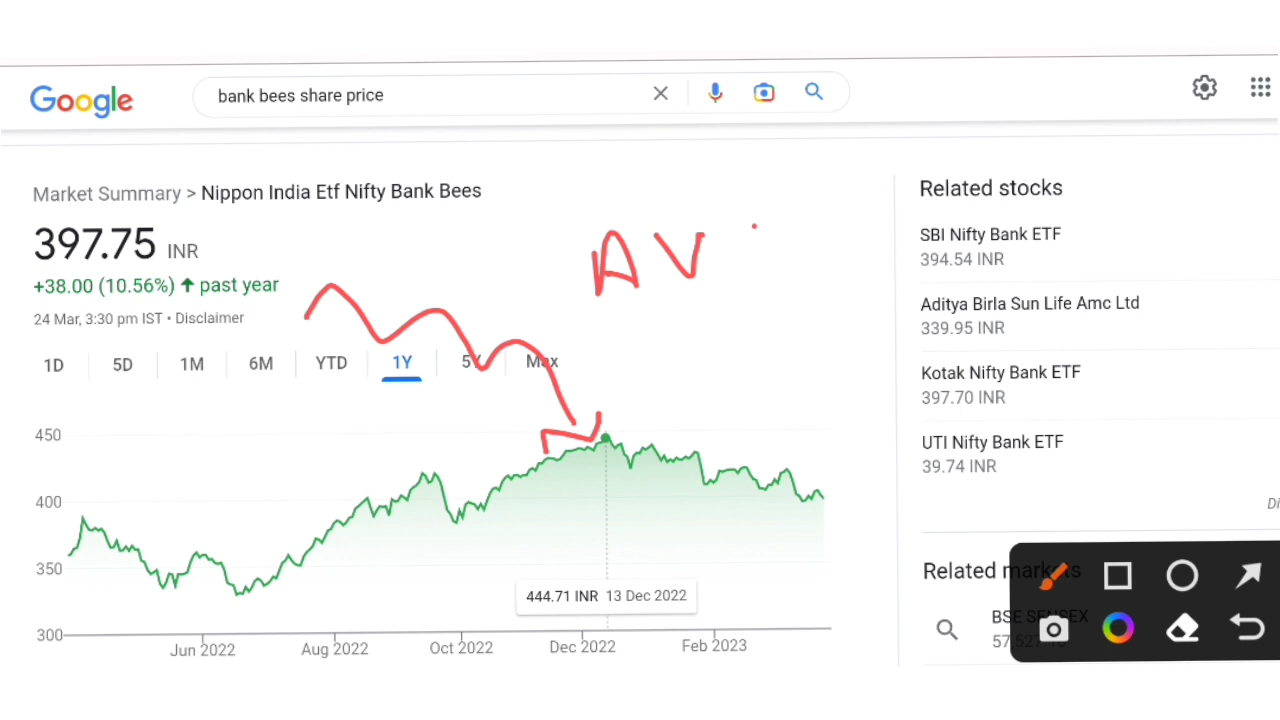 Google
bank bees share price
Market Summary > Nippon India Etf Nifty Bank Bees
397.75 INR
+38.00 (10.56%) ↑ past year
24 Mar, 3:30 pm IST • Disclaimer
AV
1D 5D 1M 6M YTD 1Y 5Y Max
450
400
350
300
444.71 INR 13 Dec 2022
Jun 2022 Aug 2022 Oct 2022 Dec 2022 Feb 2023
Related stocks
SBI Nifty Bank ETF
394.54 INR
Aditya Birla Sun Life Amc Ltd
339.95 INR
Kotak Nifty Bank ETF
397.70 INR
UTI Nifty Bank ETF
39.74 INR
Di
Related markets
BSE SENSEX